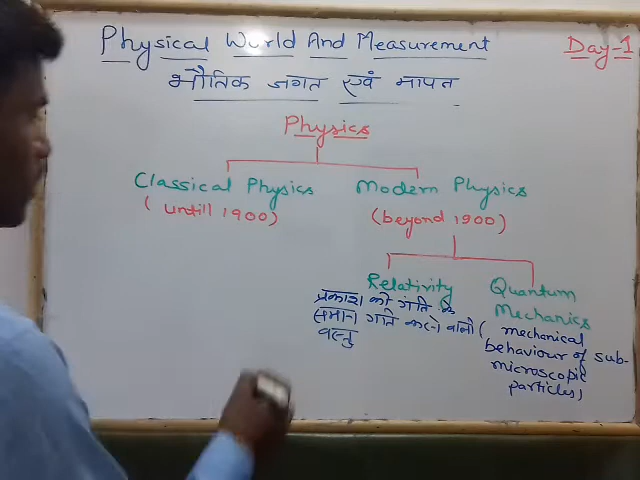 Physical World And Measurement
Day-1
भौतिक जगत एवं मापन
Physics
Classical Physics
(untill 1900)
Modern Physics
(beyond 1900)
Relativity
प्रकाश की गति के
समान गति करने वाली
वस्तु
Quantum
Mechanics
(mechanical
behaviour of sub-
microscopic
particles)